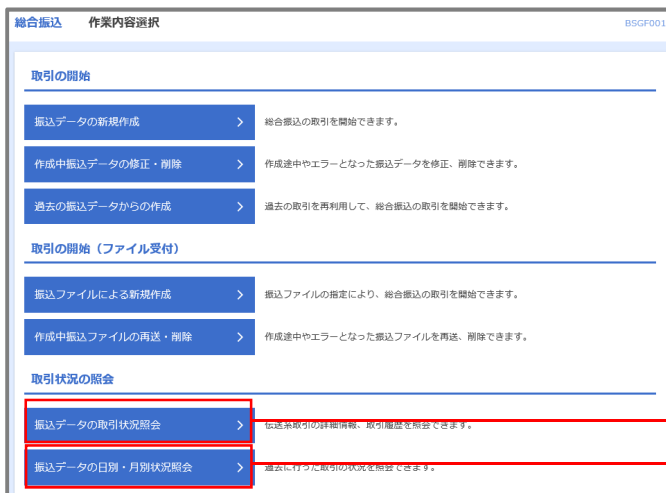 総合振込 作業内容選択 BSGF001
取引の開始
振込データの新規作成 総合振込の取引を開始できます。
作成中振込データの修正・削除 作成途中やエラーとなった振込データを修正、削除できます。
過去の振込データからの作成 過去の取引を再利用して、総合振込の取引を開始できます。
取引の開始（ファイル受付）
振込ファイルによる新規作成 振込ファイルの指定により、総合振込の取引を開始できます。
作成中振込ファイルの再送・削除 作成途中やエラーとなった振込ファイルを再送、削除できます。
取引状況の照会
振込データの取引状況照会 伝送系取引の詳細情報、取引履歴を照会できます。
振込データの日別・月別状況照会 過去に行った取引の状況を照会できます。